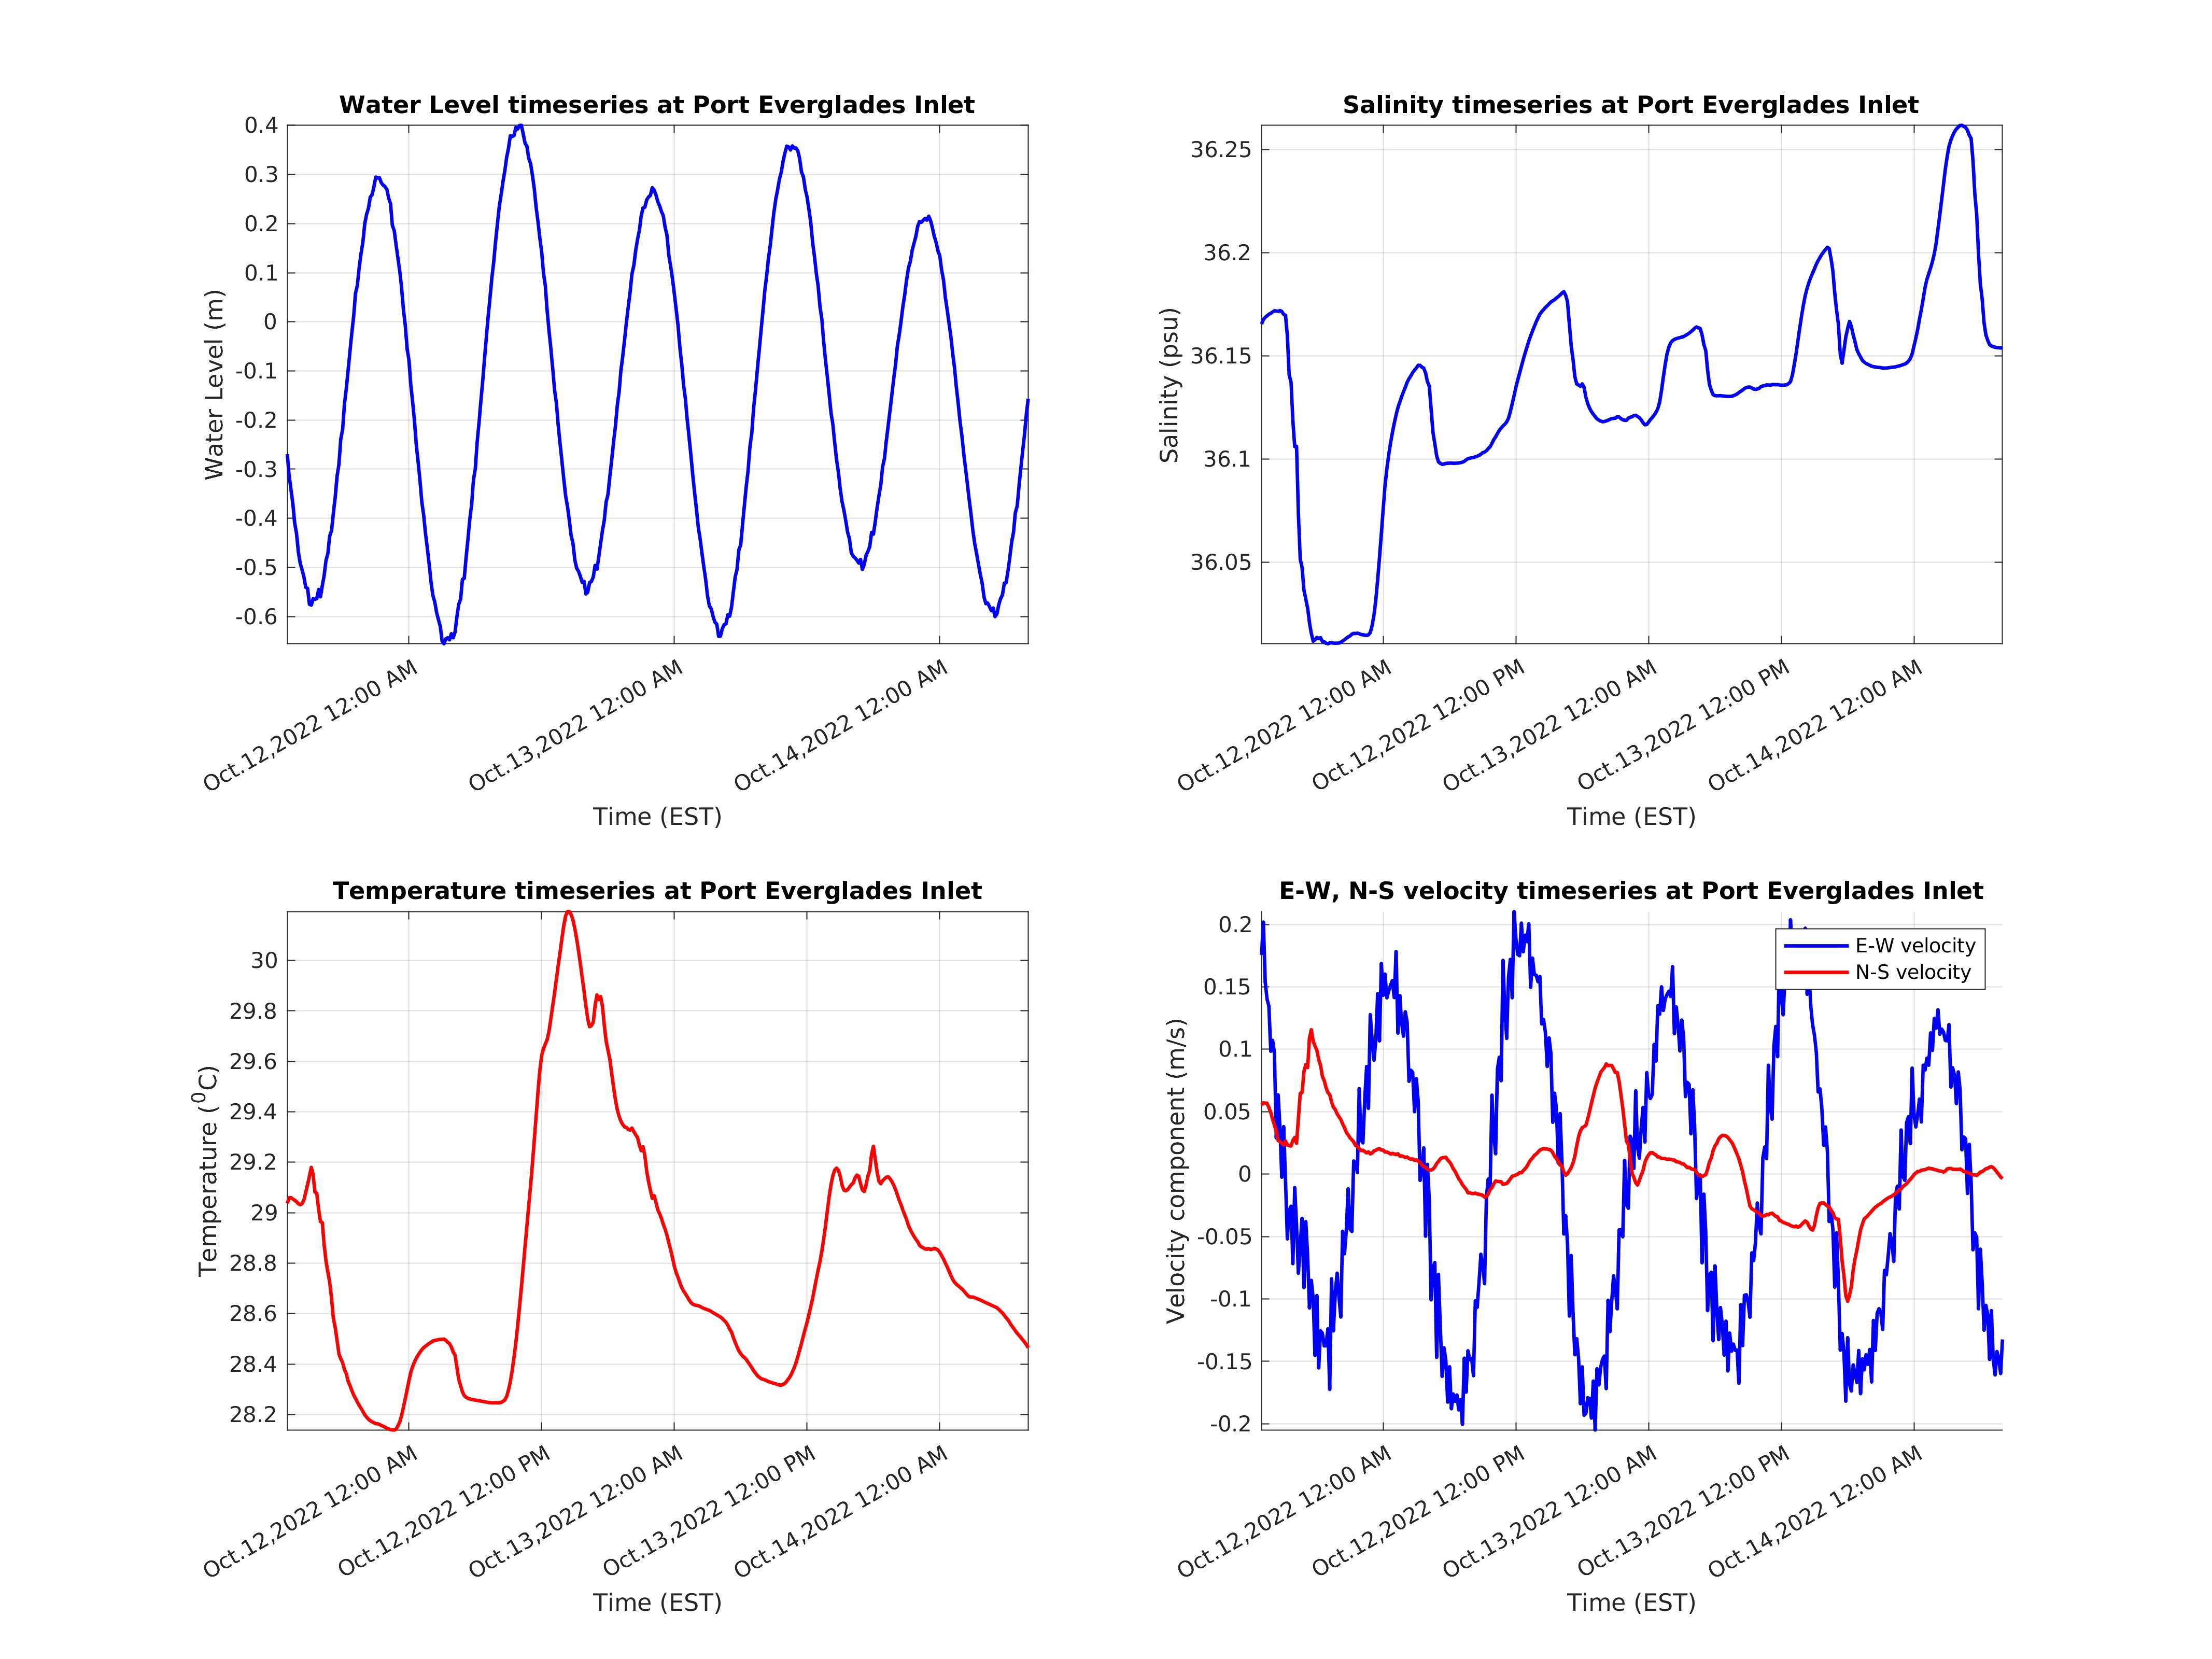 Water Level timeseries at Port Everglades Inlet
0.4
0.3
0.2
0.1
0
-0.1
-0.2
-0.3
-0.4
-0.5
-0.6
Water Level (m)
Oct.12,2022 12:00 AM
Oct.13,2022 12:00 AM
Oct.14,2022 12:00 AM
Time (EST)
Salinity timeseries at Port Everglades Inlet
36.25
36.2
36.15
36.1
36.05
Salinity (psu)
Oct.12,2022 12:00 AM
Oct.12,2022 12:00 PM
Oct.13,2022 12:00 AM
Oct.13,2022 12:00 PM
Oct.14,2022 12:00 AM
Time (EST)
Temperature timeseries at Port Everglades Inlet
30
29.8
29.6
29.4
29.2
29
28.8
28.6
28.4
28.2
Temperature (⁰C)
Oct.12,2022 12:00 AM
Oct.12,2022 12:00 PM
Oct.13,2022 12:00 AM
Oct.13,2022 12:00 PM
Oct.14,2022 12:00 AM
Time (EST)
E-W, N-S velocity timeseries at Port Everglades Inlet
0.2
0.15
0.1
0.05
0
-0.05
-0.1
-0.15
-0.2
Velocity component (m/s)
E-W velocity
N-S velocity
Oct.12,2022 12:00 AM
Oct.12,2022 12:00 PM
Oct.13,2022 12:00 AM
Oct.13,2022 12:00 PM
Oct.14,2022 12:00 AM
Time (EST)